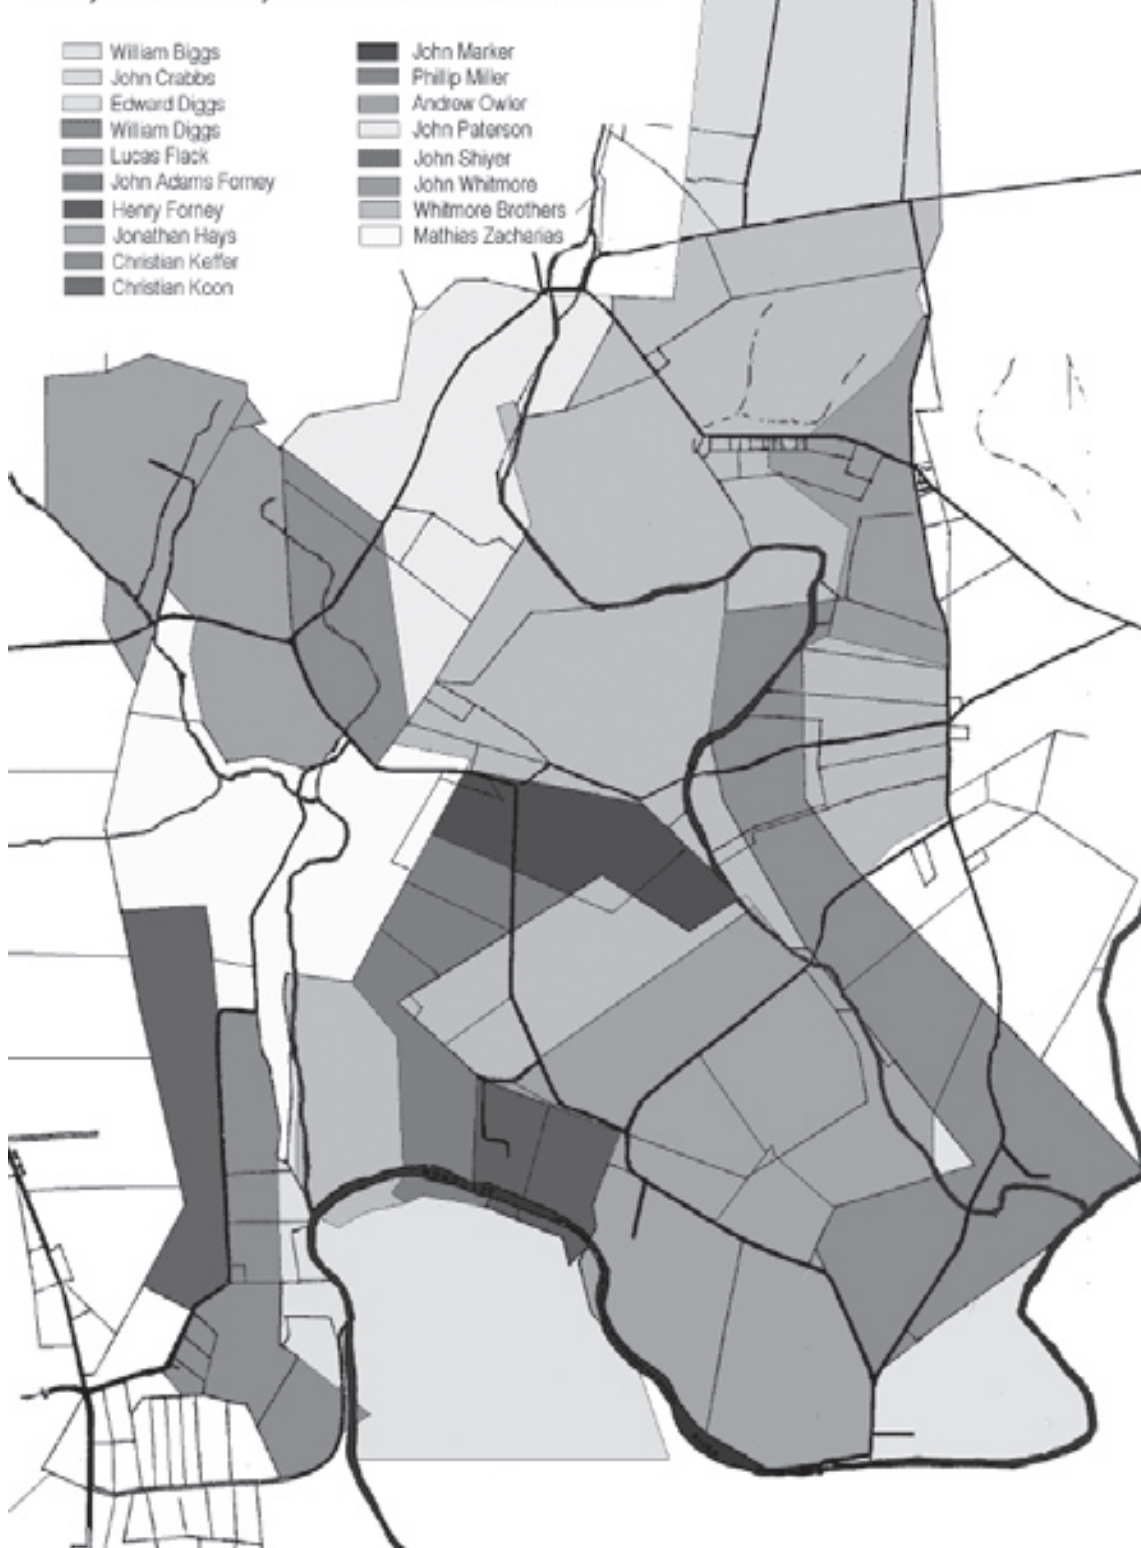 William Biggs
John Crabbs
Edward Diggs
William Diggs
Lucas Flack
John Adams Forney
Henry Forney
Jonathan Hays
Christian Keffer
Christian Koon
John Marker
Phillip Miller
Andrew Owler
John Paterson
John Shiyer
John Whitmore
Whitmore Brothers
Mathias Zacharias